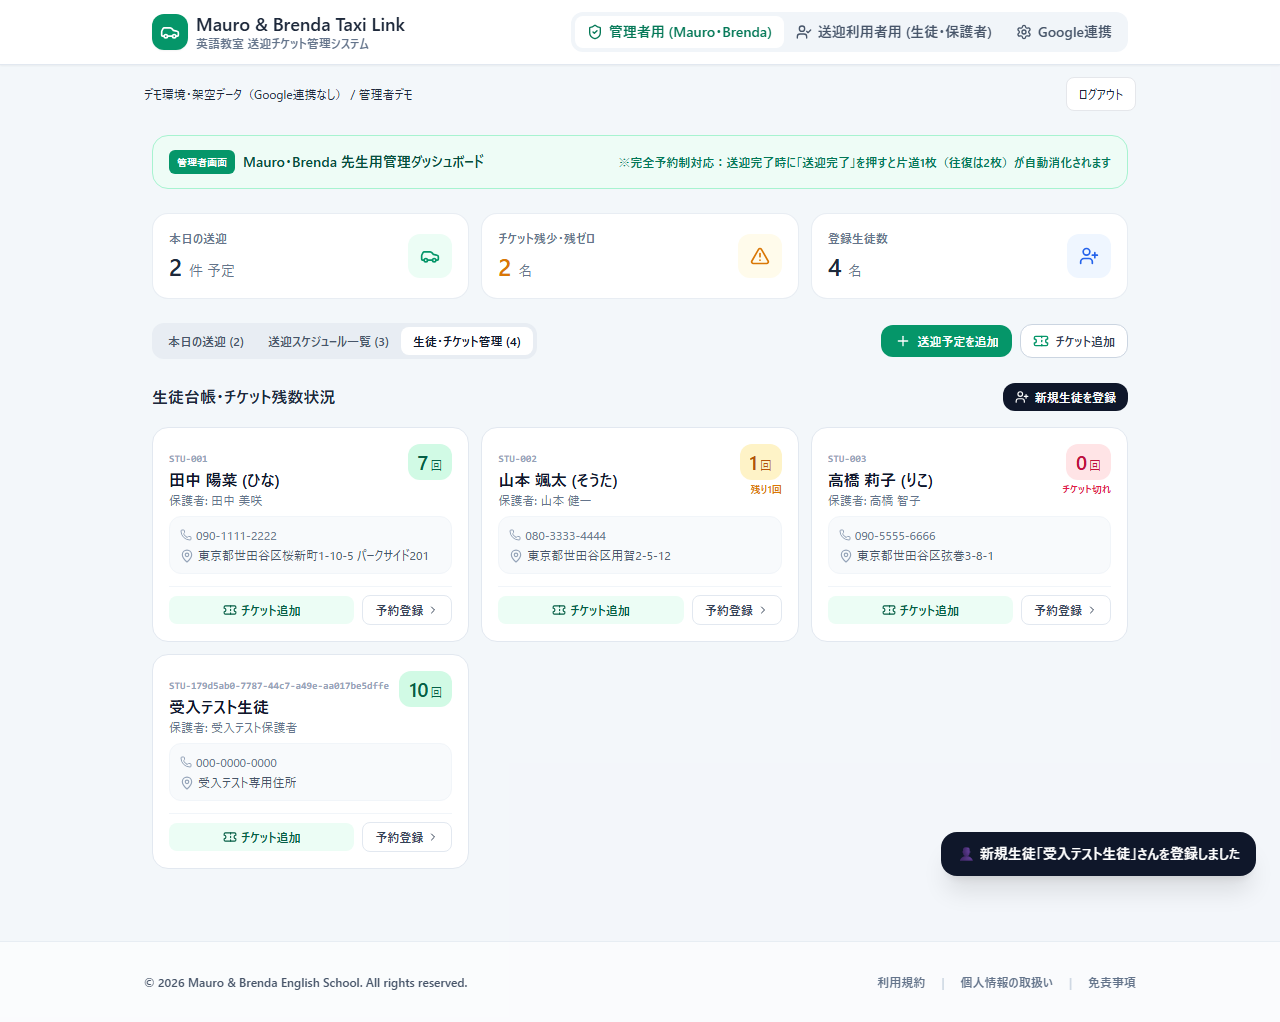 Mauro & Brenda Taxi Link
英語教室 送迎チケット管理システム
管理者用 (Mauro・Brenda)
送迎利用者用 (生徒・保護者)
Google連携
デモ環境・架空データ（Google連携なし） / 管理者デモ
ログアウト
管理者画面
Mauro・Brenda 先生用管理ダッシュボード
※完全予約制対応：送迎完了時に「送迎完了」を押すと片道1枚（往復は2枚）が自動消化されます
本日の送迎
2 件 予定
チケット残少・残ゼロ
2 名
登録生徒数
4 名
本日の送迎 (2)
送迎スケジュール一覧 (3)
生徒・チケット管理 (4)
送迎予定を追加
チケット追加
生徒台帳・チケット残数状況
新規生徒を登録
STU-001
7回
田中 陽菜 (ひな)
保護者: 田中 美咲
090-1111-2222
東京都世田谷区桜新町1-10-5 パークサイド201
チケット追加
予約登録
STU-002
1回
残り1回
山本 颯太 (そうた)
保護者: 山本 健一
080-3333-4444
東京都世田谷区用賀2-5-12
チケット追加
予約登録
STU-003
0回
チケット切れ
高橋 莉子 (りこ)
保護者: 高橋 智子
090-5555-6666
東京都世田谷区弦巻3-8-1
チケット追加
予約登録
STU-179d5ab0-7787-44c7-a49e-aa017be5dffe
10回
受入テスト生徒
保護者: 受入テスト保護者
000-0000-0000
受入テスト専用住所
チケット追加
予約登録
新規生徒「受入テスト生徒」さんを登録しました
© 2026 Mauro & Brenda English School. All rights reserved.
利用規約 | 個人情報の取扱い | 免責事項